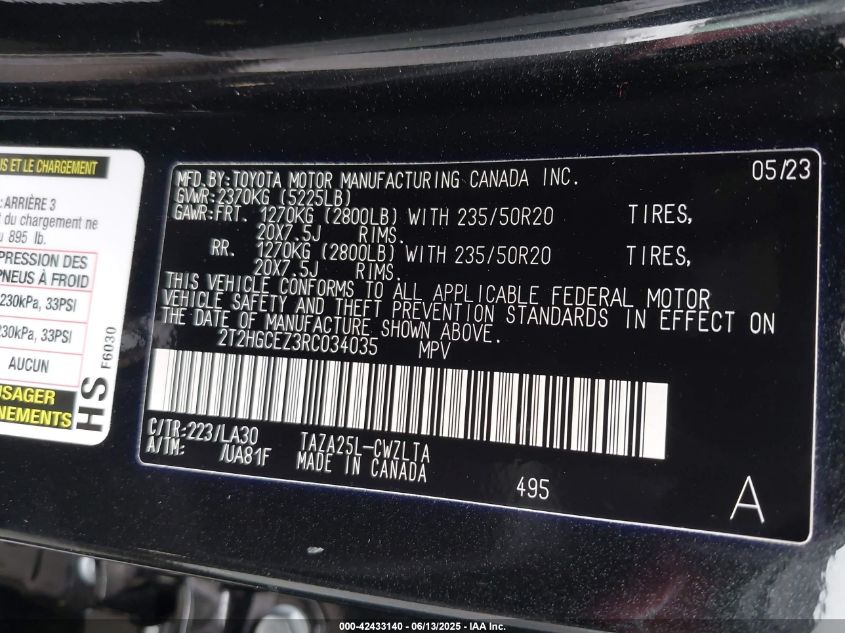 IS ET LE CHARGEMENT
: ARRIÈRE 3
t du chargement ne
u 895 lb.
PRESSION DES
PNEUS À FROID
230kPa, 33PSI
230kPa, 33PSI
AUCUN
USAGER
NEMENTS
HS F6030
MFD.BY:TOYOTA MOTOR MANUFACTURING CANADA INC. 05/23
GVWR:2370KG (5225LB)
GAWR:FRT. 1270KG (2800LB) WITH 235/50R20 TIRES,
20X7.5J RIMS.
RR. 1270KG (2800LB) WITH 235/50R20 TIRES,
20X7.5J RIMS.
THIS VEHICLE CONFORMS TO ALL APPLICABLE FEDERAL MOTOR
VEHICLE SAFETY AND THEFT PREVENTION STANDARDS IN EFFECT ON
THE DATE OF MANUFACTURE SHOWN ABOVE.
2T2HGCEZ3RC034035 MPV
C/TR:223/LA30 TAZA25L-CWZLTA
A/TM: /UA81F MADE IN CANADA
495 A
000-42433140 - 06/13/2025 - IAA Inc.